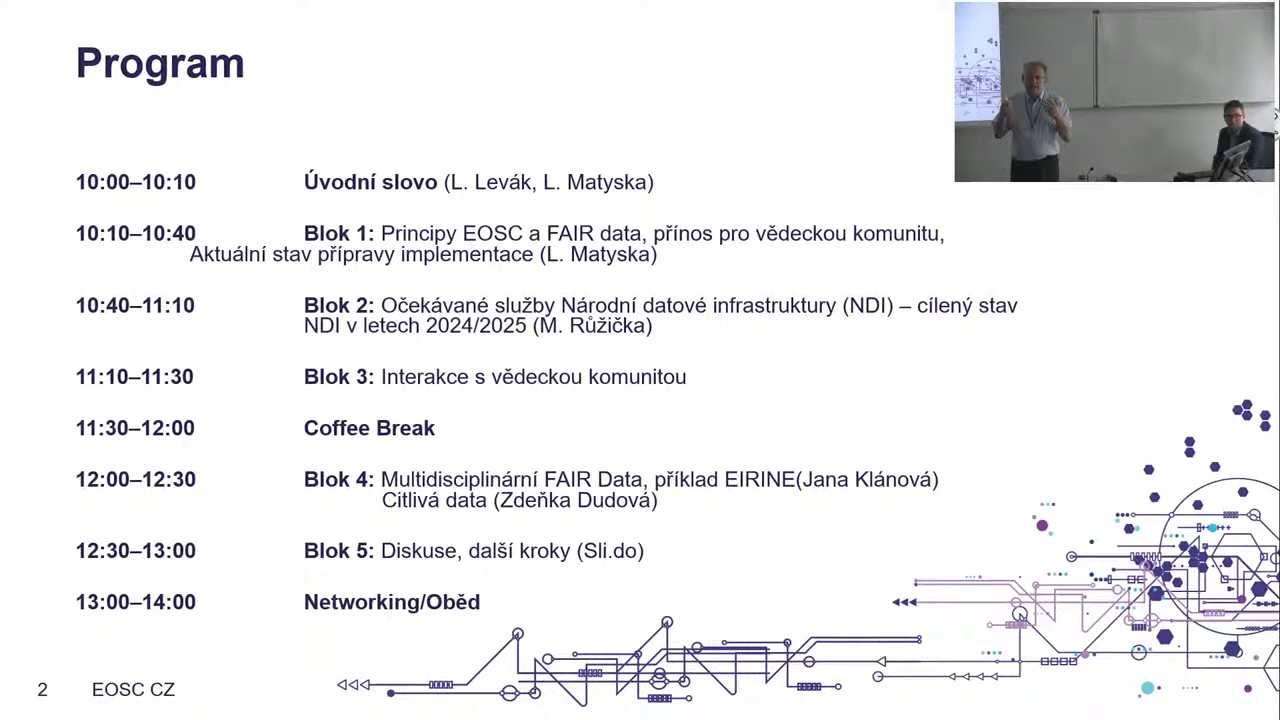 Program
10:00–10:10 Úvodní slovo (L. Levák, L. Matyska)
10:10–10:40 Blok 1: Principy EOSC a FAIR data, přínos pro vědeckou komunitu,
Aktuální stav přípravy implementace (L. Matyska)
10:40–11:10 Blok 2: Očekávané služby Národní datové infrastruktury (NDI) – cílený stav
NDI v letech 2024/2025 (M. Růžička)
11:10–11:30 Blok 3: Interakce s vědeckou komunitou
11:30–12:00 Coffee Break
12:00–12:30 Blok 4: Multidisciplinární FAIR Data, příklad EIRINE(Jana Klánová)
Citlivá data (Zdeňka Dudová)
12:30–13:00 Blok 5: Diskuse, další kroky (Sli.do)
13:00–14:00 Networking/Oběd
2 EOSC CZ